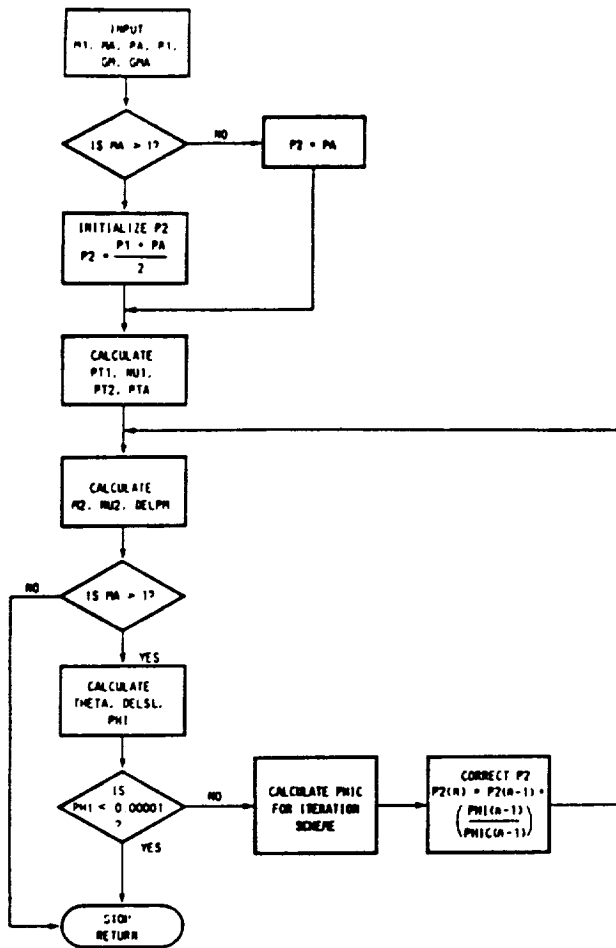 INPUT
M1, MA, PA, P1,
GM, GMA
IS MA > 1?
NO
P2 = PA
INITIALIZE P2
P2 = P1 + PA
2
CALCULATE
PT1, NU1,
PT2, PTA
CALCULATE
M2, NU2, DELPM
NO
IS MA > 1?
YES
CALCULATE
THETA, DELSL,
PHI
IS
PHI < 0.00001
?
NO
YES
CALCULATE PHIC
FOR ITERATION
SCHEME
CORRECT P2
P2(n) = P2(n-1) +
(PHI(n-1)
PHIC(n-1))
STOP
RETURN